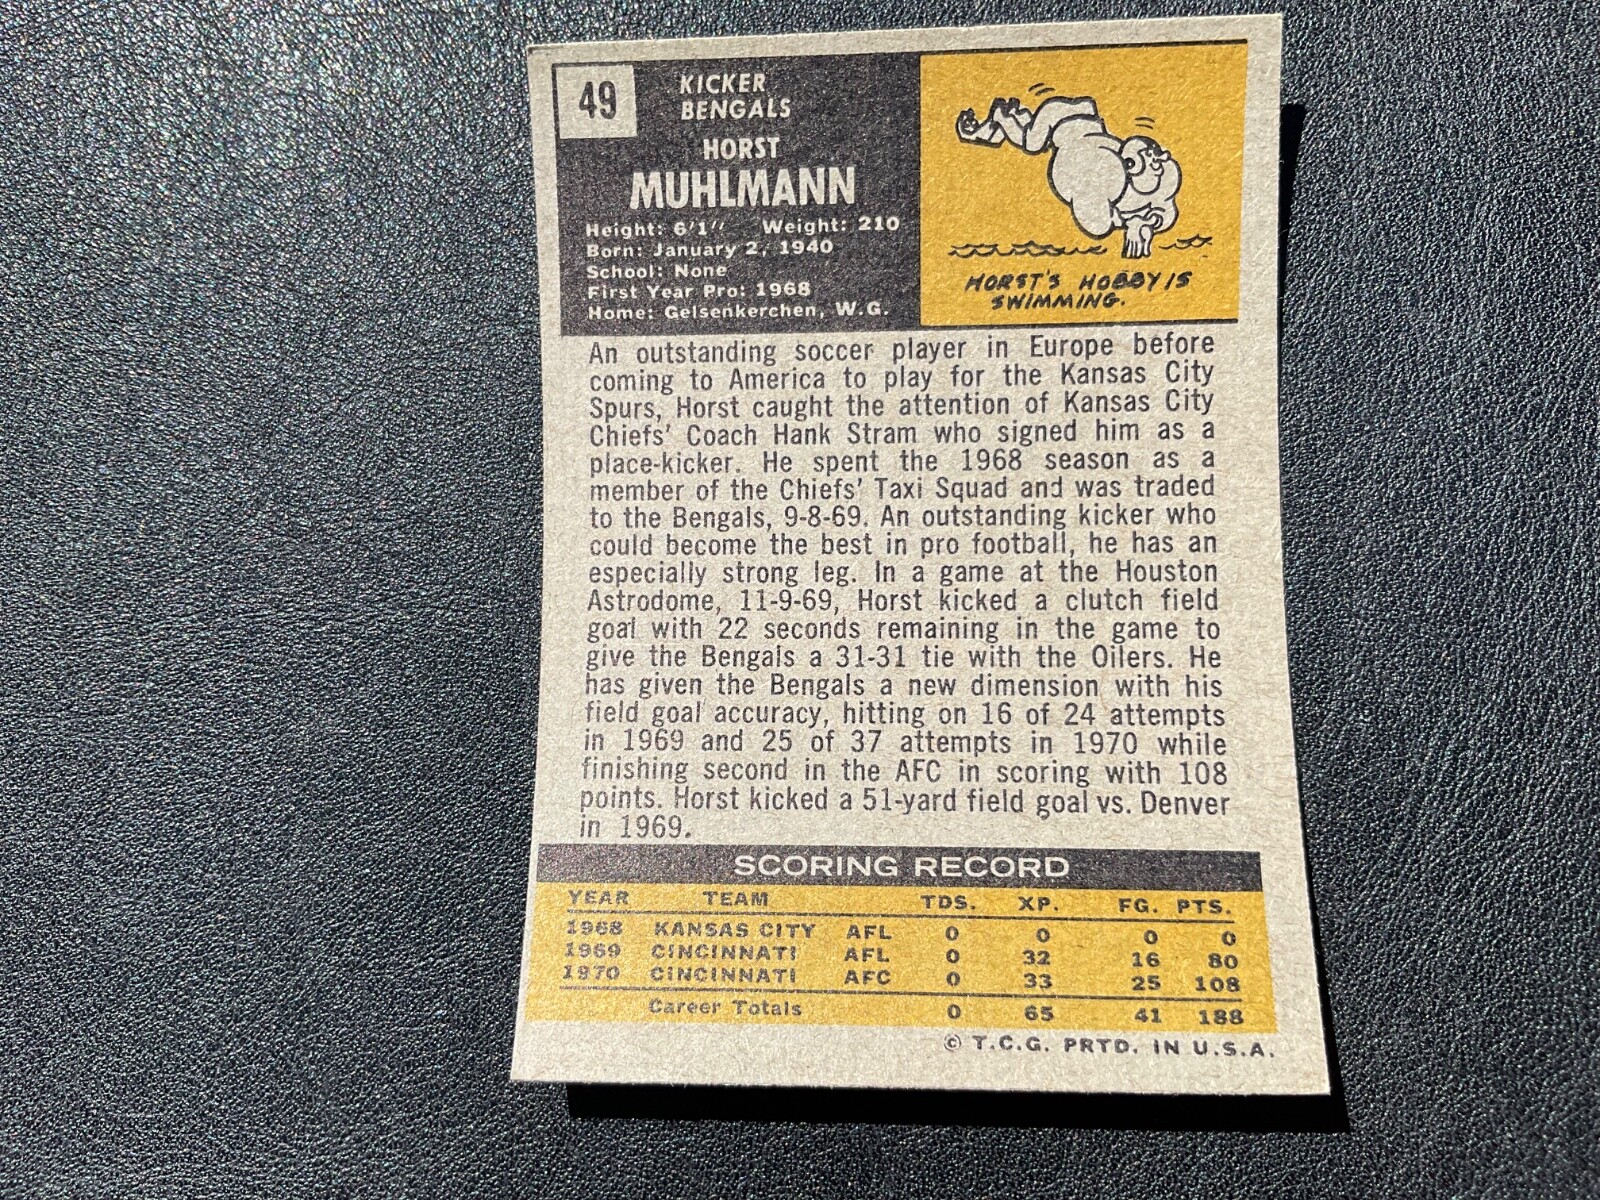 49
KICKER
BENGALS
HORST
MUHLMANN
Height: 6'1" Weight: 210
Born: January 2, 1940
School: None
First Year Pro: 1968
Home: Gelsenkerchen, W.G.
HORST'S HOBBY IS
SWIMMING.
An outstanding soccer player in Europe before
coming to America to play for the Kansas City
Spurs, Horst caught the attention of Kansas City
Chiefs' Coach Hank Stram who signed him as a
place-kicker. He spent the 1968 season as a
member of the Chiefs' Taxi Squad and was traded
to the Bengals, 9-8-69. An outstanding kicker who
could become the best in pro football, he has an
especially strong leg. In a game at the Houston
Astrodome, 11-9-69, Horst kicked a clutch field
goal with 22 seconds remaining in the game to
give the Bengals a 31-31 tie with the Oilers. He
has given the Bengals a new dimension with his
field goal accuracy, hitting on 16 of 24 attempts
in 1969 and 25 of 37 attempts in 1970 while
finishing second in the AFC in scoring with 108
points. Horst kicked a 51-yard field goal vs. Denver
in 1969.
SCORING RECORD
YEAR TEAM TDS. XP. FG. PTS.
1968 KANSAS CITY AFL 0 0 0 0
1969 CINCINNATI AFL 0 32 16 80
1970 CINCINNATI AFC 0 33 25 108
Career Totals 0 65 41 188
© T.C.G. PRTD. IN U.S.A.